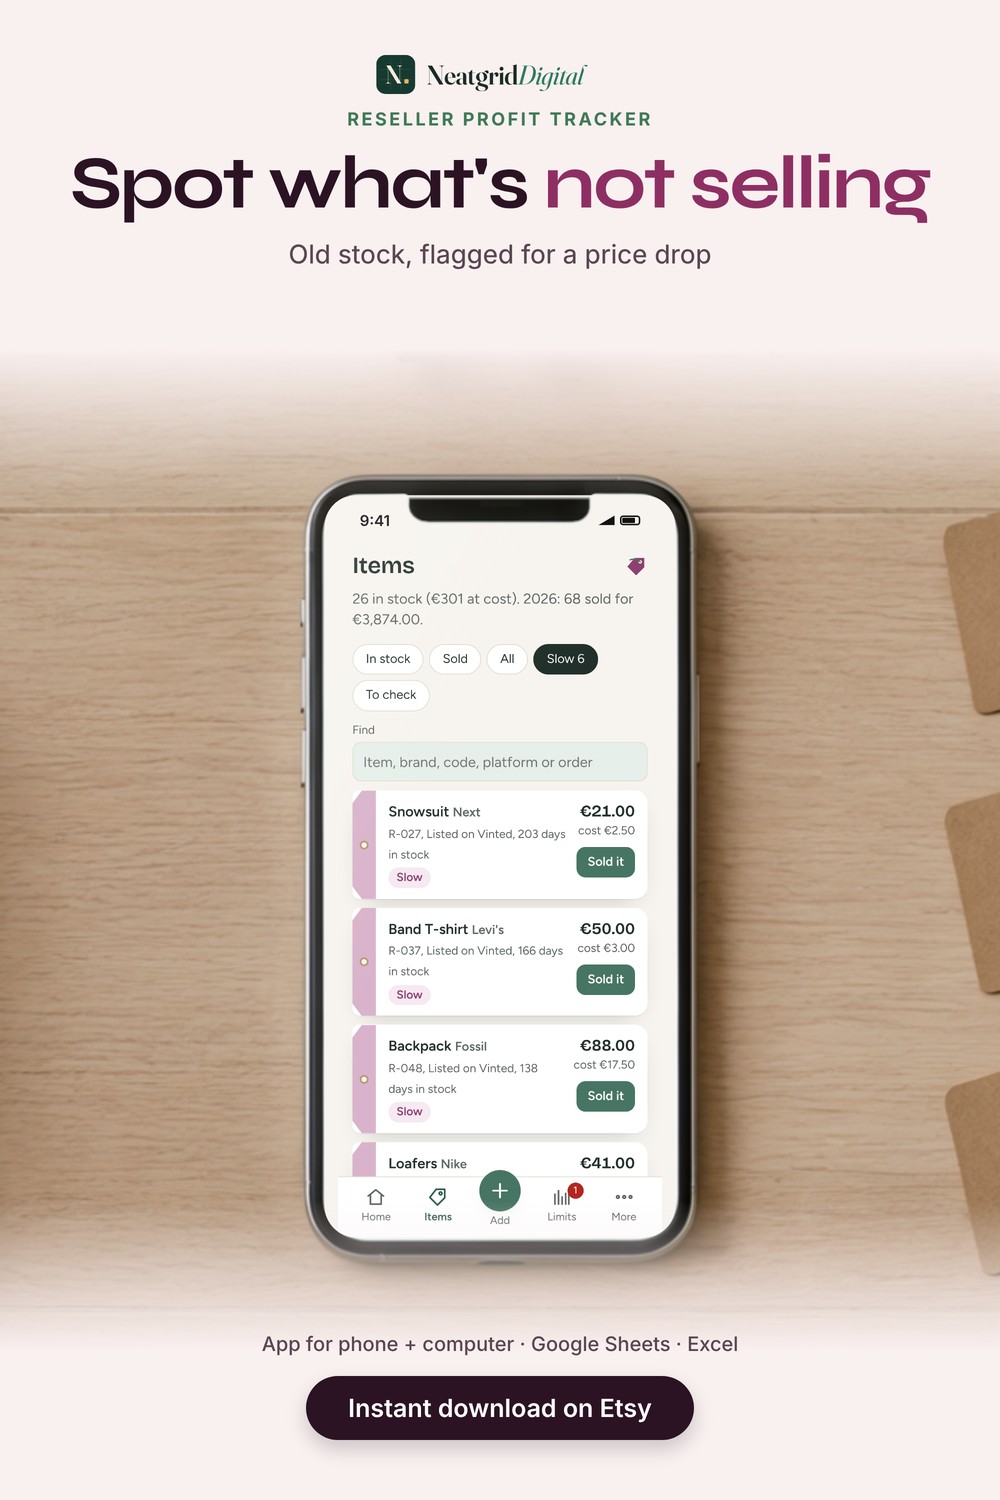 N. NeatgridDigital
RESELLER PROFIT TRACKER
Spot what's not selling
Old stock, flagged for a price drop
9:41
Items
26 in stock (€301 at cost). 2026: 68 sold for
€3,874.00.
In stock Sold All Slow 6
To check
Find
Item, brand, code, platform or order
Snowsuit Next €21.00
R-027, Listed on Vinted, 203 days cost €2.50
in stock Sold it
Slow
Band T-shirt Levi's €50.00
R-037, Listed on Vinted, 166 days cost €3.00
in stock Sold it
Slow
Backpack Fossil €88.00
R-048, Listed on Vinted, 138 cost €17.50
days in stock Sold it
Slow
Loafers Nike €41.00
1
Home Items Add Limits More
App for phone + computer · Google Sheets · Excel
Instant download on Etsy